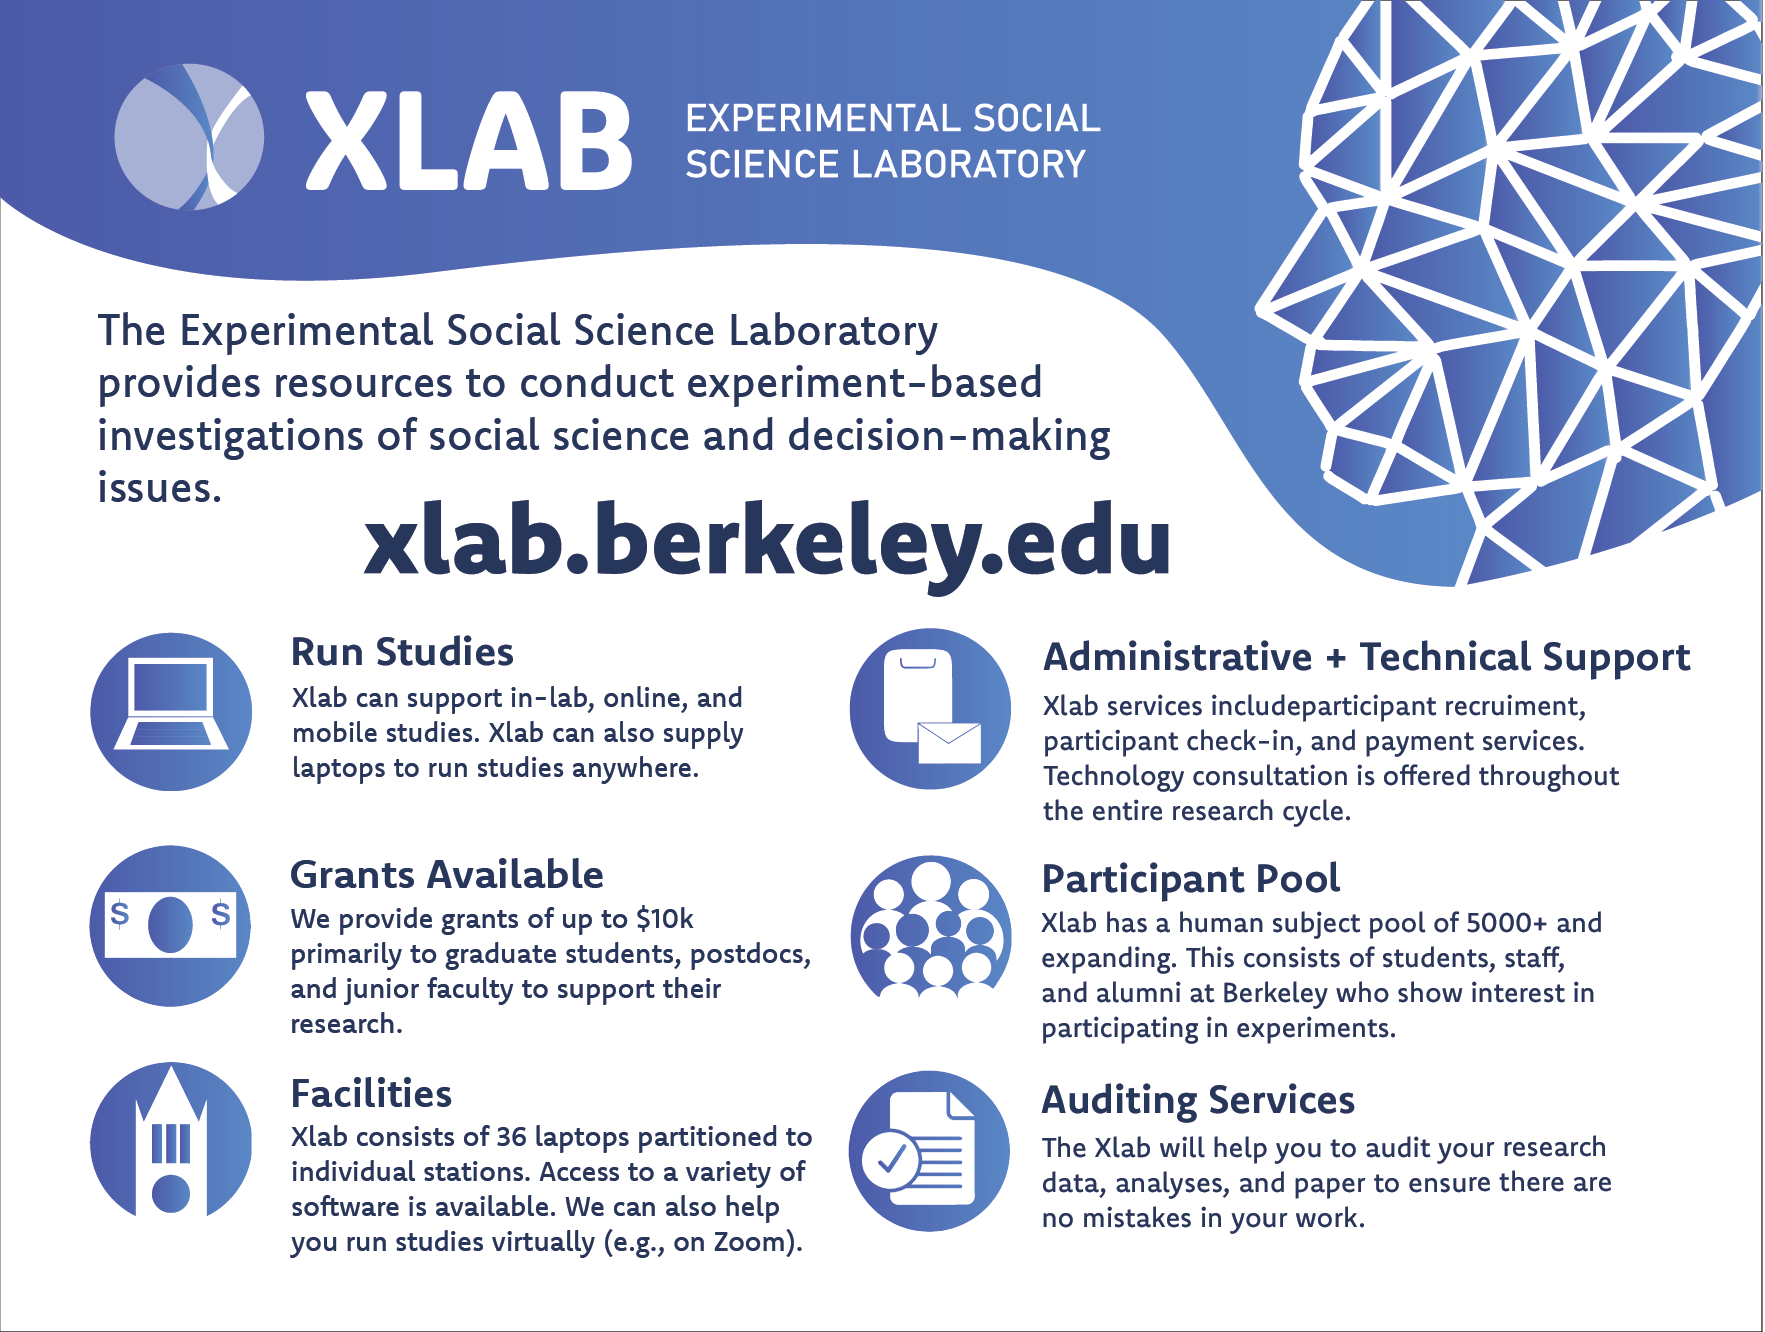 XLAB
EXPERIMENTAL SOCIAL
SCIENCE LABORATORY
The Experimental Social Science Laboratory
provides resources to conduct experiment-based
investigations of social science and decision-making
issues.
xlab.berkeley.edu
Run Studies
Xlab can support in-lab, online, and
mobile studies. Xlab can also supply
laptops to run studies anywhere.
Administrative + Technical Support
Xlab services includeparticipant recruiment,
participant check-in, and payment services.
Technology consultation is offered throughout
the entire research cycle.
$ $
Grants Available
We provide grants of up to $10k
primarily to graduate students, postdocs,
and junior faculty to support their
research.
Participant Pool
Xlab has a human subject pool of 5000+ and
expanding. This consists of students, staff,
and alumni at Berkeley who show interest in
participating in experiments.
Facilities
Xlab consists of 36 laptops partitioned to
individual stations. Access to a variety of
software is available. We can also help
you run studies virtually (e.g., on Zoom).
Auditing Services
The Xlab will help you to audit your research
data, analyses, and paper to ensure there are
no mistakes in your work.